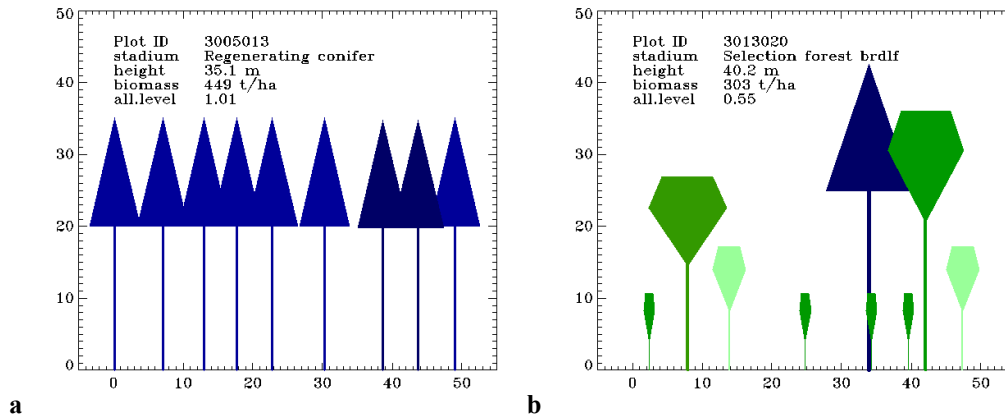 50
Plot ID 3005013
stadium Regenerating conifer
height 35.1 m
biomass 449 t/ha
all.level 1.01
40
30
20
10
0
0 10 20 30 40 50
a
50
Plot ID 3013020
stadium Selection forest brdlf
height 40.2 m
biomass 303 t/ha
all.level 0.55
40
30
20
10
0
0 10 20 30 40 50
b